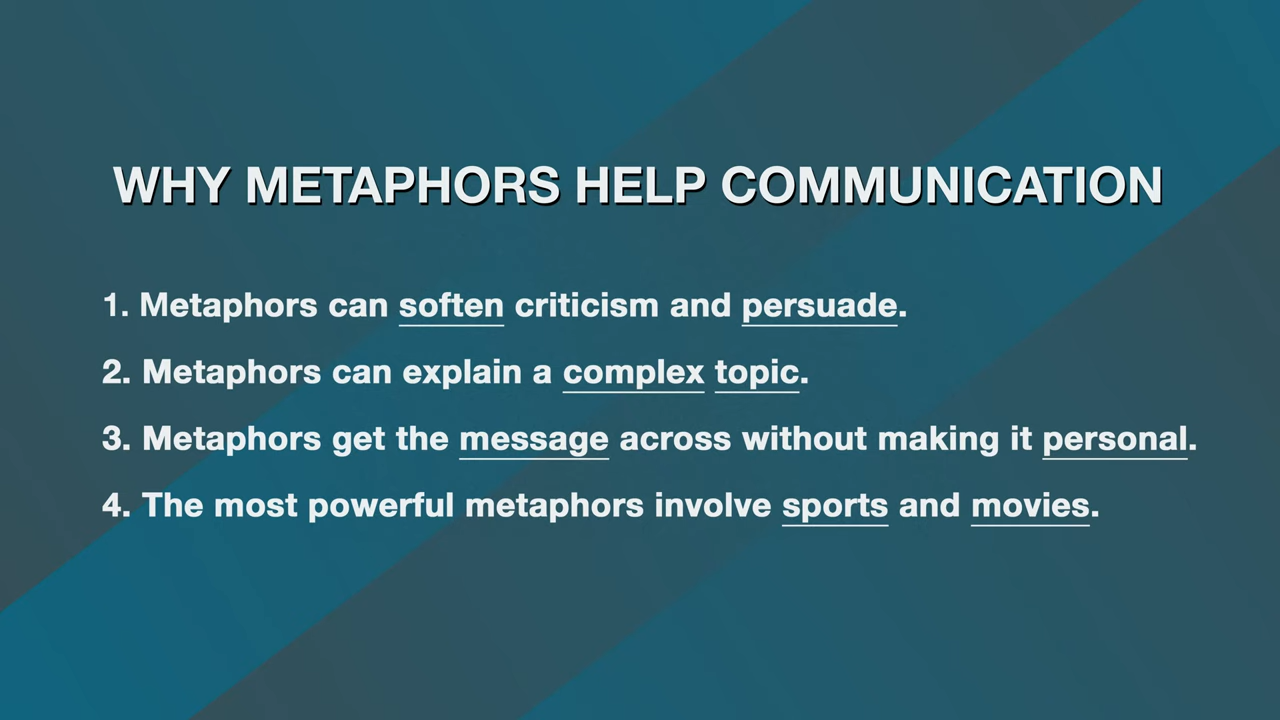 WHY METAPHORS HELP COMMUNICATION
1. Metaphors can soften criticism and persuade.
2. Metaphors can explain a complex topic.
3. Metaphors get the message across without making it personal.
4. The most powerful metaphors involve sports and movies.